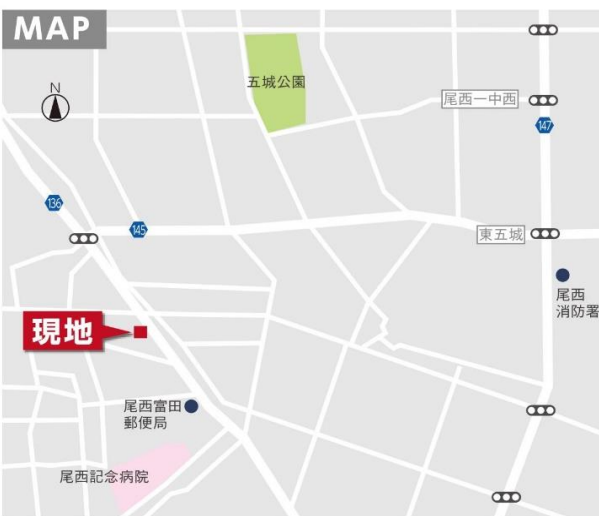 MAP
五城公園
N
尾西一中西
147
136
145
東五城
尾西
消防署
現地
尾西富田
郵便局
尾西記念病院